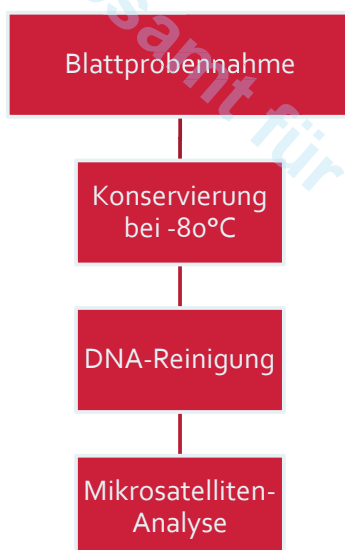 Blattprobennahme
Konservierung
bei -80°C
DNA-Reinigung
Mikrosatelliten-
Analyse